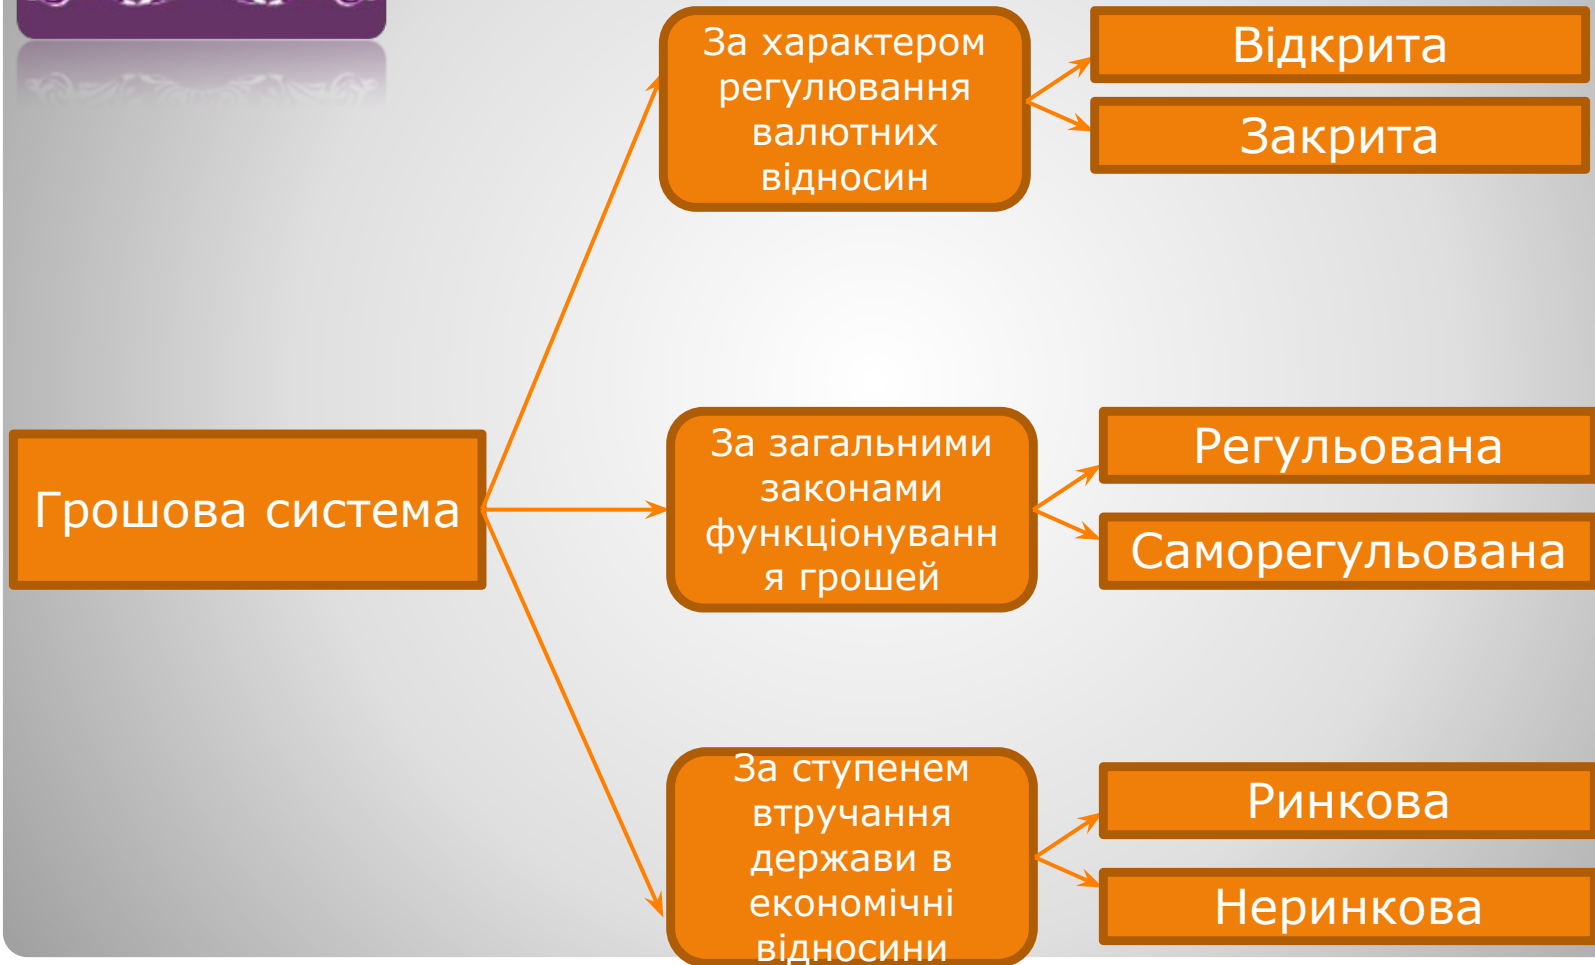 Грошова система
За характером
регулювання
валютних
відносин
Відкрита
Закрита
За загальними
законами
функціонуванн
я грошей
Регульована
Саморегульована
За ступенем
втручання
держави в
економічні
відносини
Ринкова
Неринкова